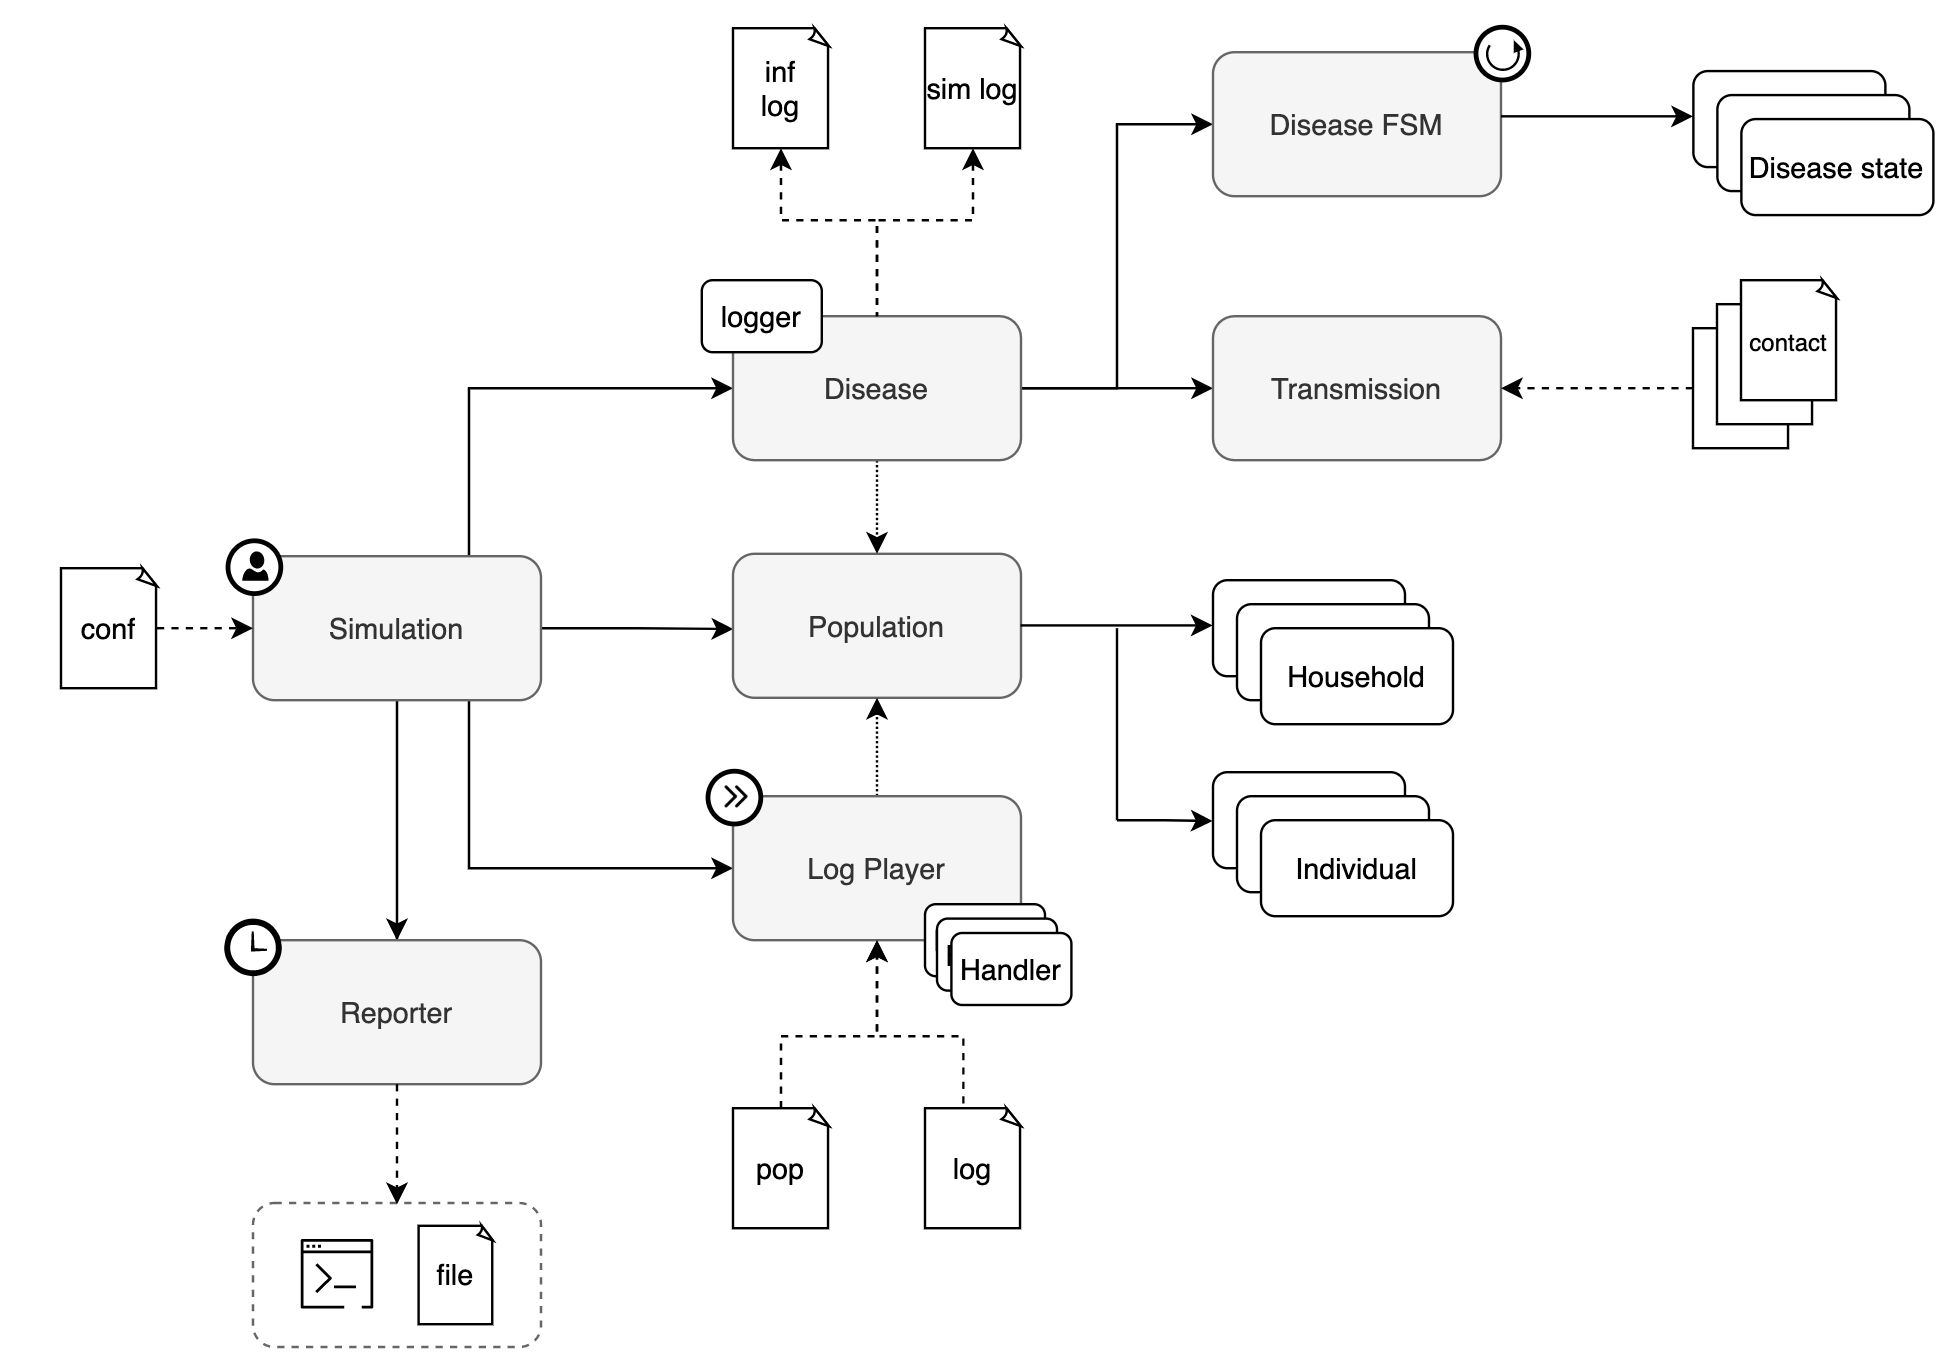 inf
log
sim log
Disease FSM
Disease state
logger
Disease
Transmission
contact
conf
Simulation
Population
Household
Log Player
Individual
Handler
Reporter
pop
log
file